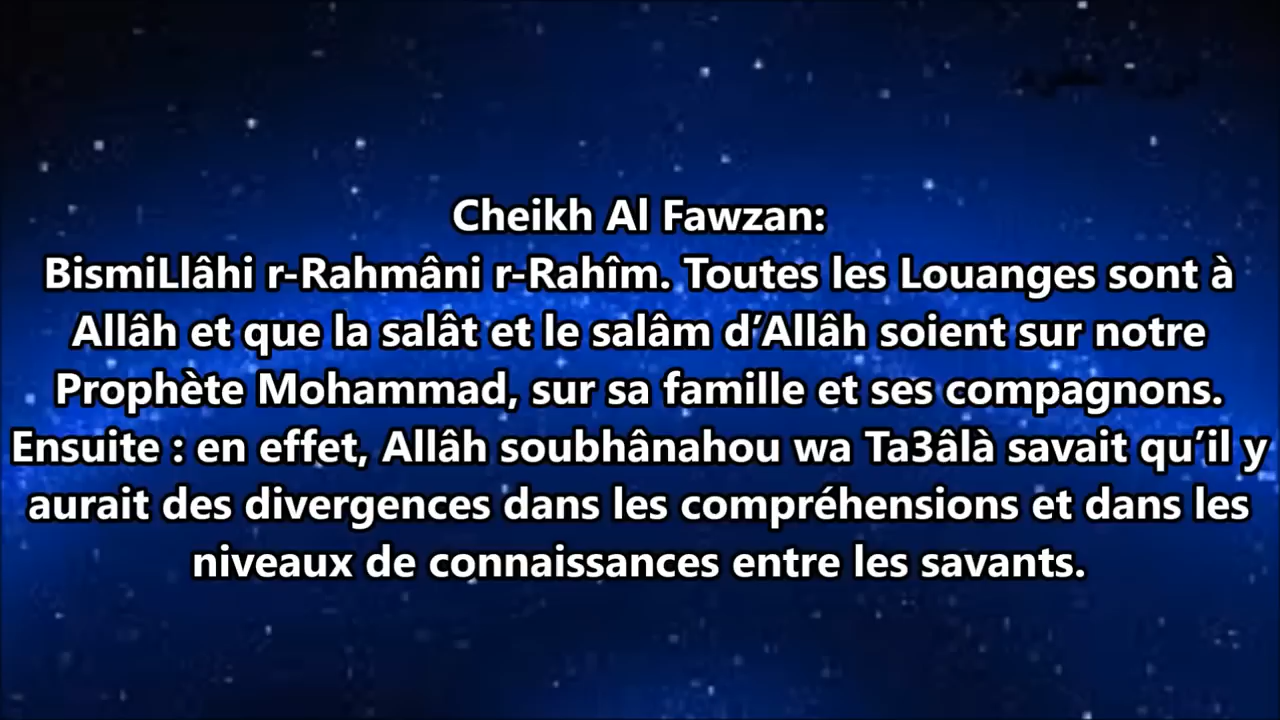 Cheikh Al Fawzan:
BismiLlâhi r-Rahmâni r-Rahîm. Toutes les Louanges sont à
Allâh et que la salât et le salâm d’Allâh soient sur notre
Prophète Mohammad, sur sa famille et ses compagnons.
Ensuite : en effet, Allâh soubhânahou wa Ta3âlà savait qu’il y
aurait des divergences dans les compréhensions et dans les
niveaux de connaissances entre les savants.